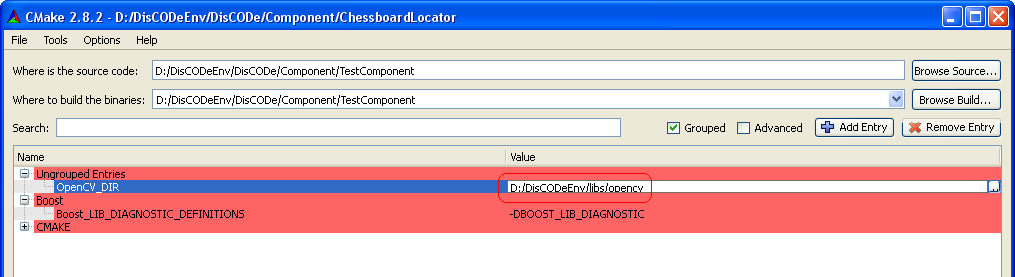 CMake 2.8.2 - D:/DisCODeEnv/DisCODe/Component/ChessboardLocator
File Tools Options Help
Where is the source code: D:/DisCODeEnv/DisCODe/Component/TestComponent Browse Source...
Where to build the binaries: D:/DisCODeEnv/DisCODe/Component/TestComponent Browse Build...
Search: Grouped Advanced Add Entry Remove Entry
Name Value
Ungrouped Entries
OpenCV_DIR D:/DisCODeEnv/libs/opencv ...
Boost
Boost_LIB_DIAGNOSTIC_DEFINITIONS -DBOOST_LIB_DIAGNOSTIC
CMAKE